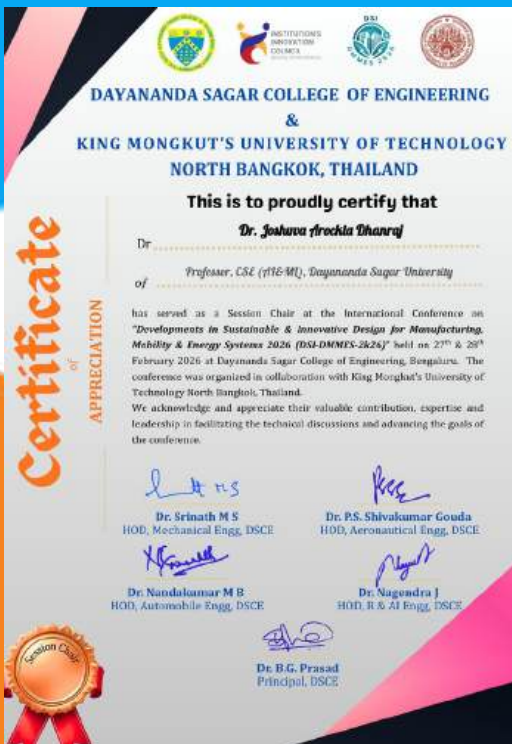 INSTITUTION'S
INNOVATION
COUNCIL
DSI
DMMES 2K26
DAYANANDA SAGAR COLLEGE OF ENGINEERING
&
KING MONGKUT'S UNIVERSITY OF TECHNOLOGY
NORTH BANGKOK, THAILAND
This is to proudly certify that
Dr. Joshuva Arockia Dhanraj
Dr
Professor, CSE (AI&ML), Dayananda Sagar University
of
has served as a Session Chair at the International Conference on
"Developments in Sustainable & Innovative Design for Manufacturing,
Mobility & Energy Systems 2026 (DSI-DMMES-2k26)" held on 27th & 28th
February 2026 at Dayananda Sagar College of Engineering, Bengaluru. The
conference was organized in collaboration with King Mongkut's University of
Technology North Bangkok, Thailand.
We acknowledge and appreciate their valuable contribution, expertise and
leadership in facilitating the technical discussions and advancing the goals of
the conference.
Certificate
of
APPRECIATION
Dr. Srinath M S
HOD, Mechanical Engg, DSCE
Dr. P.S. Shivakumar Gouda
HOD, Aeronautical Engg, DSCE
Dr. Nandakumar M B
HOD, Automobile Engg, DSCE
Dr. Nagendra J
HOD, R & AI Engg, DSCE
Dr. B.G. Prasad
Principal, DSCE
Session Chair